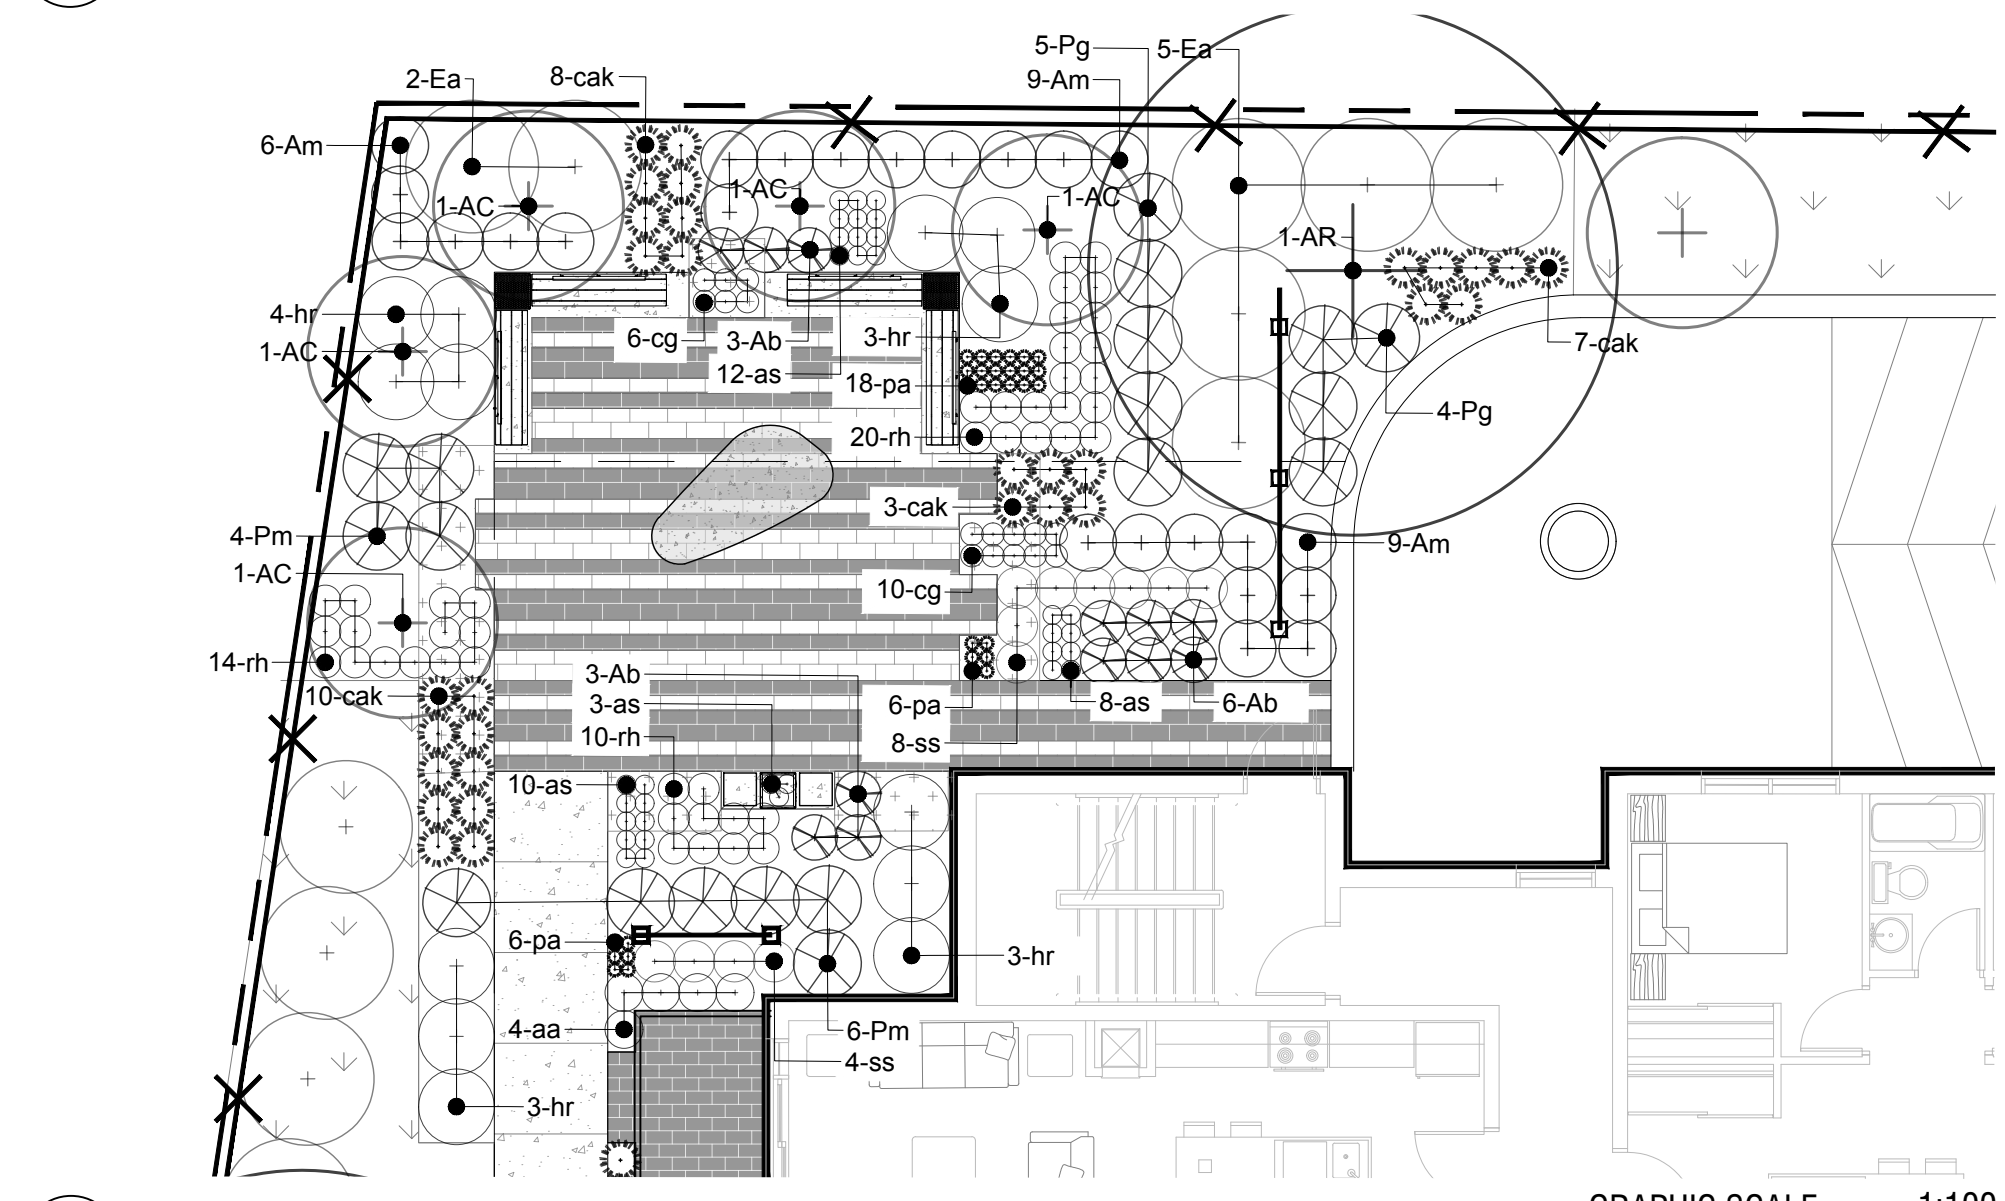 5-Pg
5-Ea
2-Ea
8-cak
9-Am
6-Am
1-AC
1-AC
1-AC
1-AR
4-hr
1-AC
6-cg
3-Ab
3-hr
7-cak
12-as
18-pa
4-Pg
20-rh
3-cak
4-Pm
9-Am
1-AC
10-cg
14-rh
3-Ab
10-cak
3-as
6-pa
8-as
6-Ab
10-rh
8-ss
10-as
6-pa
3-hr
4-aa
6-Pm
4-ss
3-hr
GRAPHIC SCALE
1:100